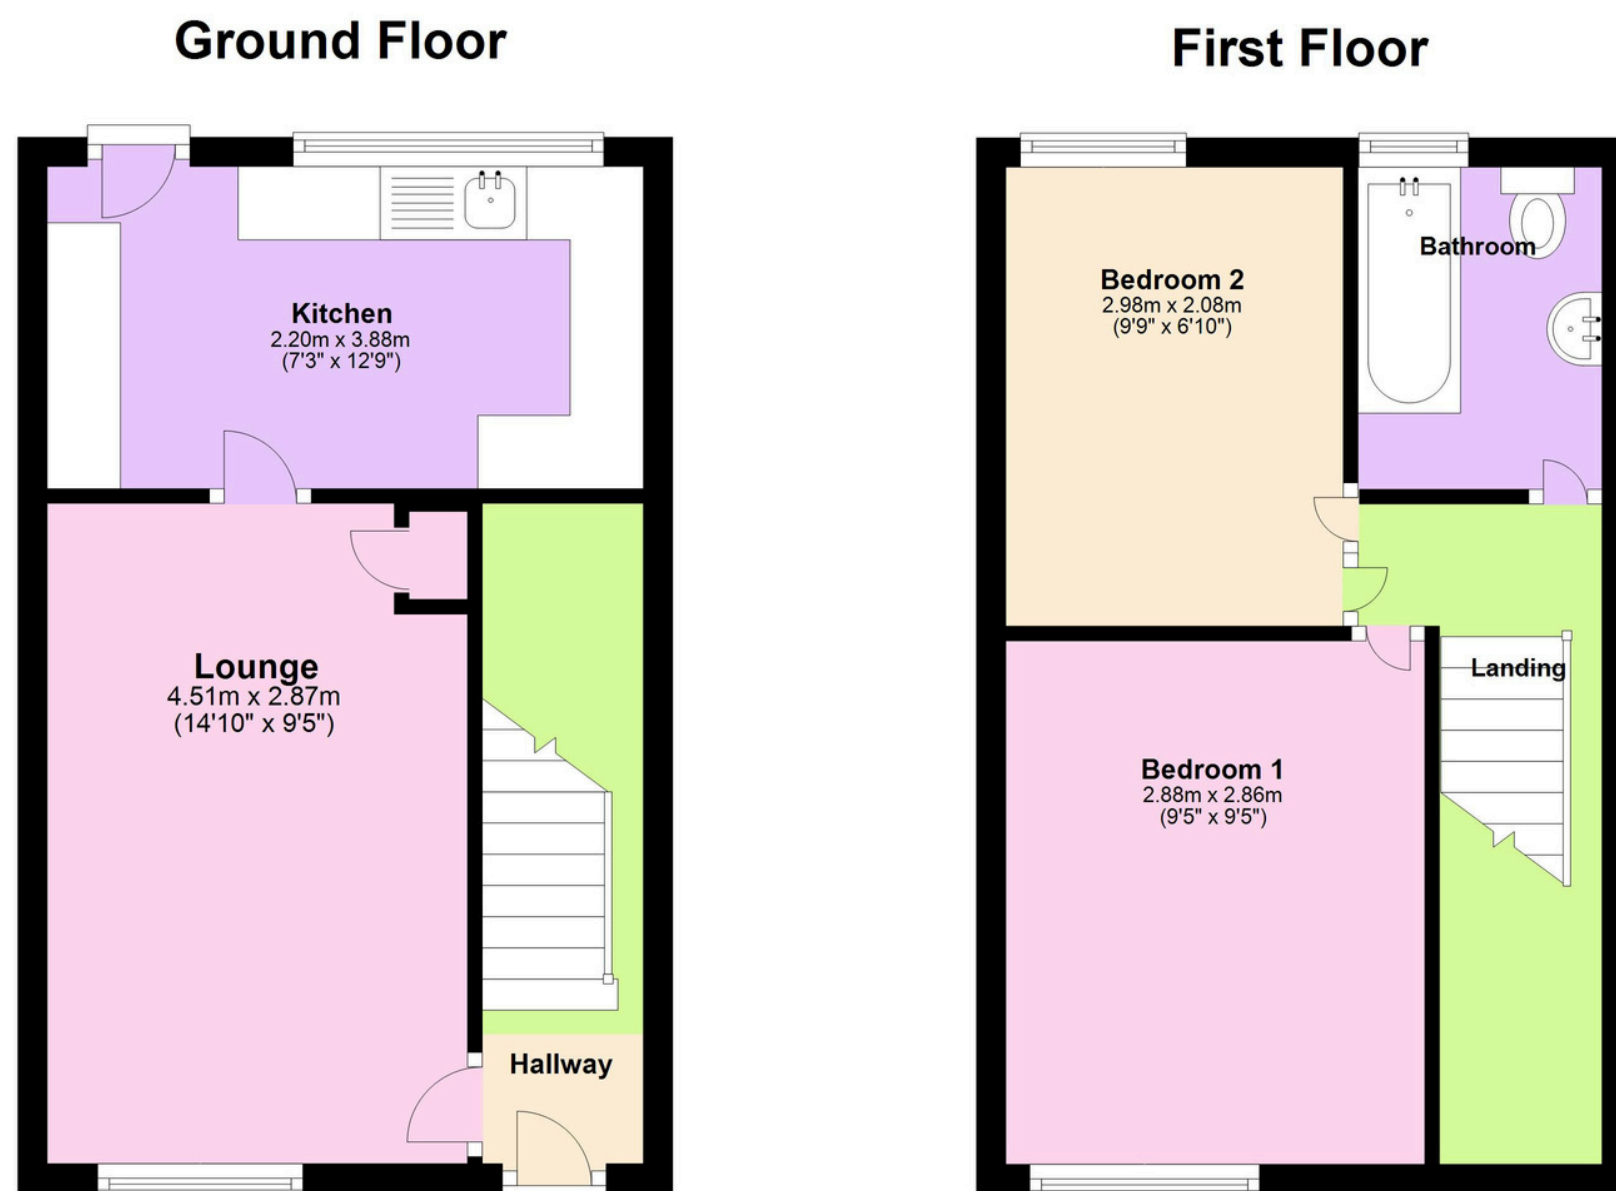 Ground Floor
First Floor
Kitchen
2.20m x 3.88m
(7'3" x 12'9")
Lounge
4.51m x 2.87m
(14'10" x 9'5")
Hallway
Bedroom 2
2.98m x 2.08m
(9'9" x 6'10")
Bathroom
Landing
Bedroom 1
2.88m x 2.86m
(9'5" x 9'5")